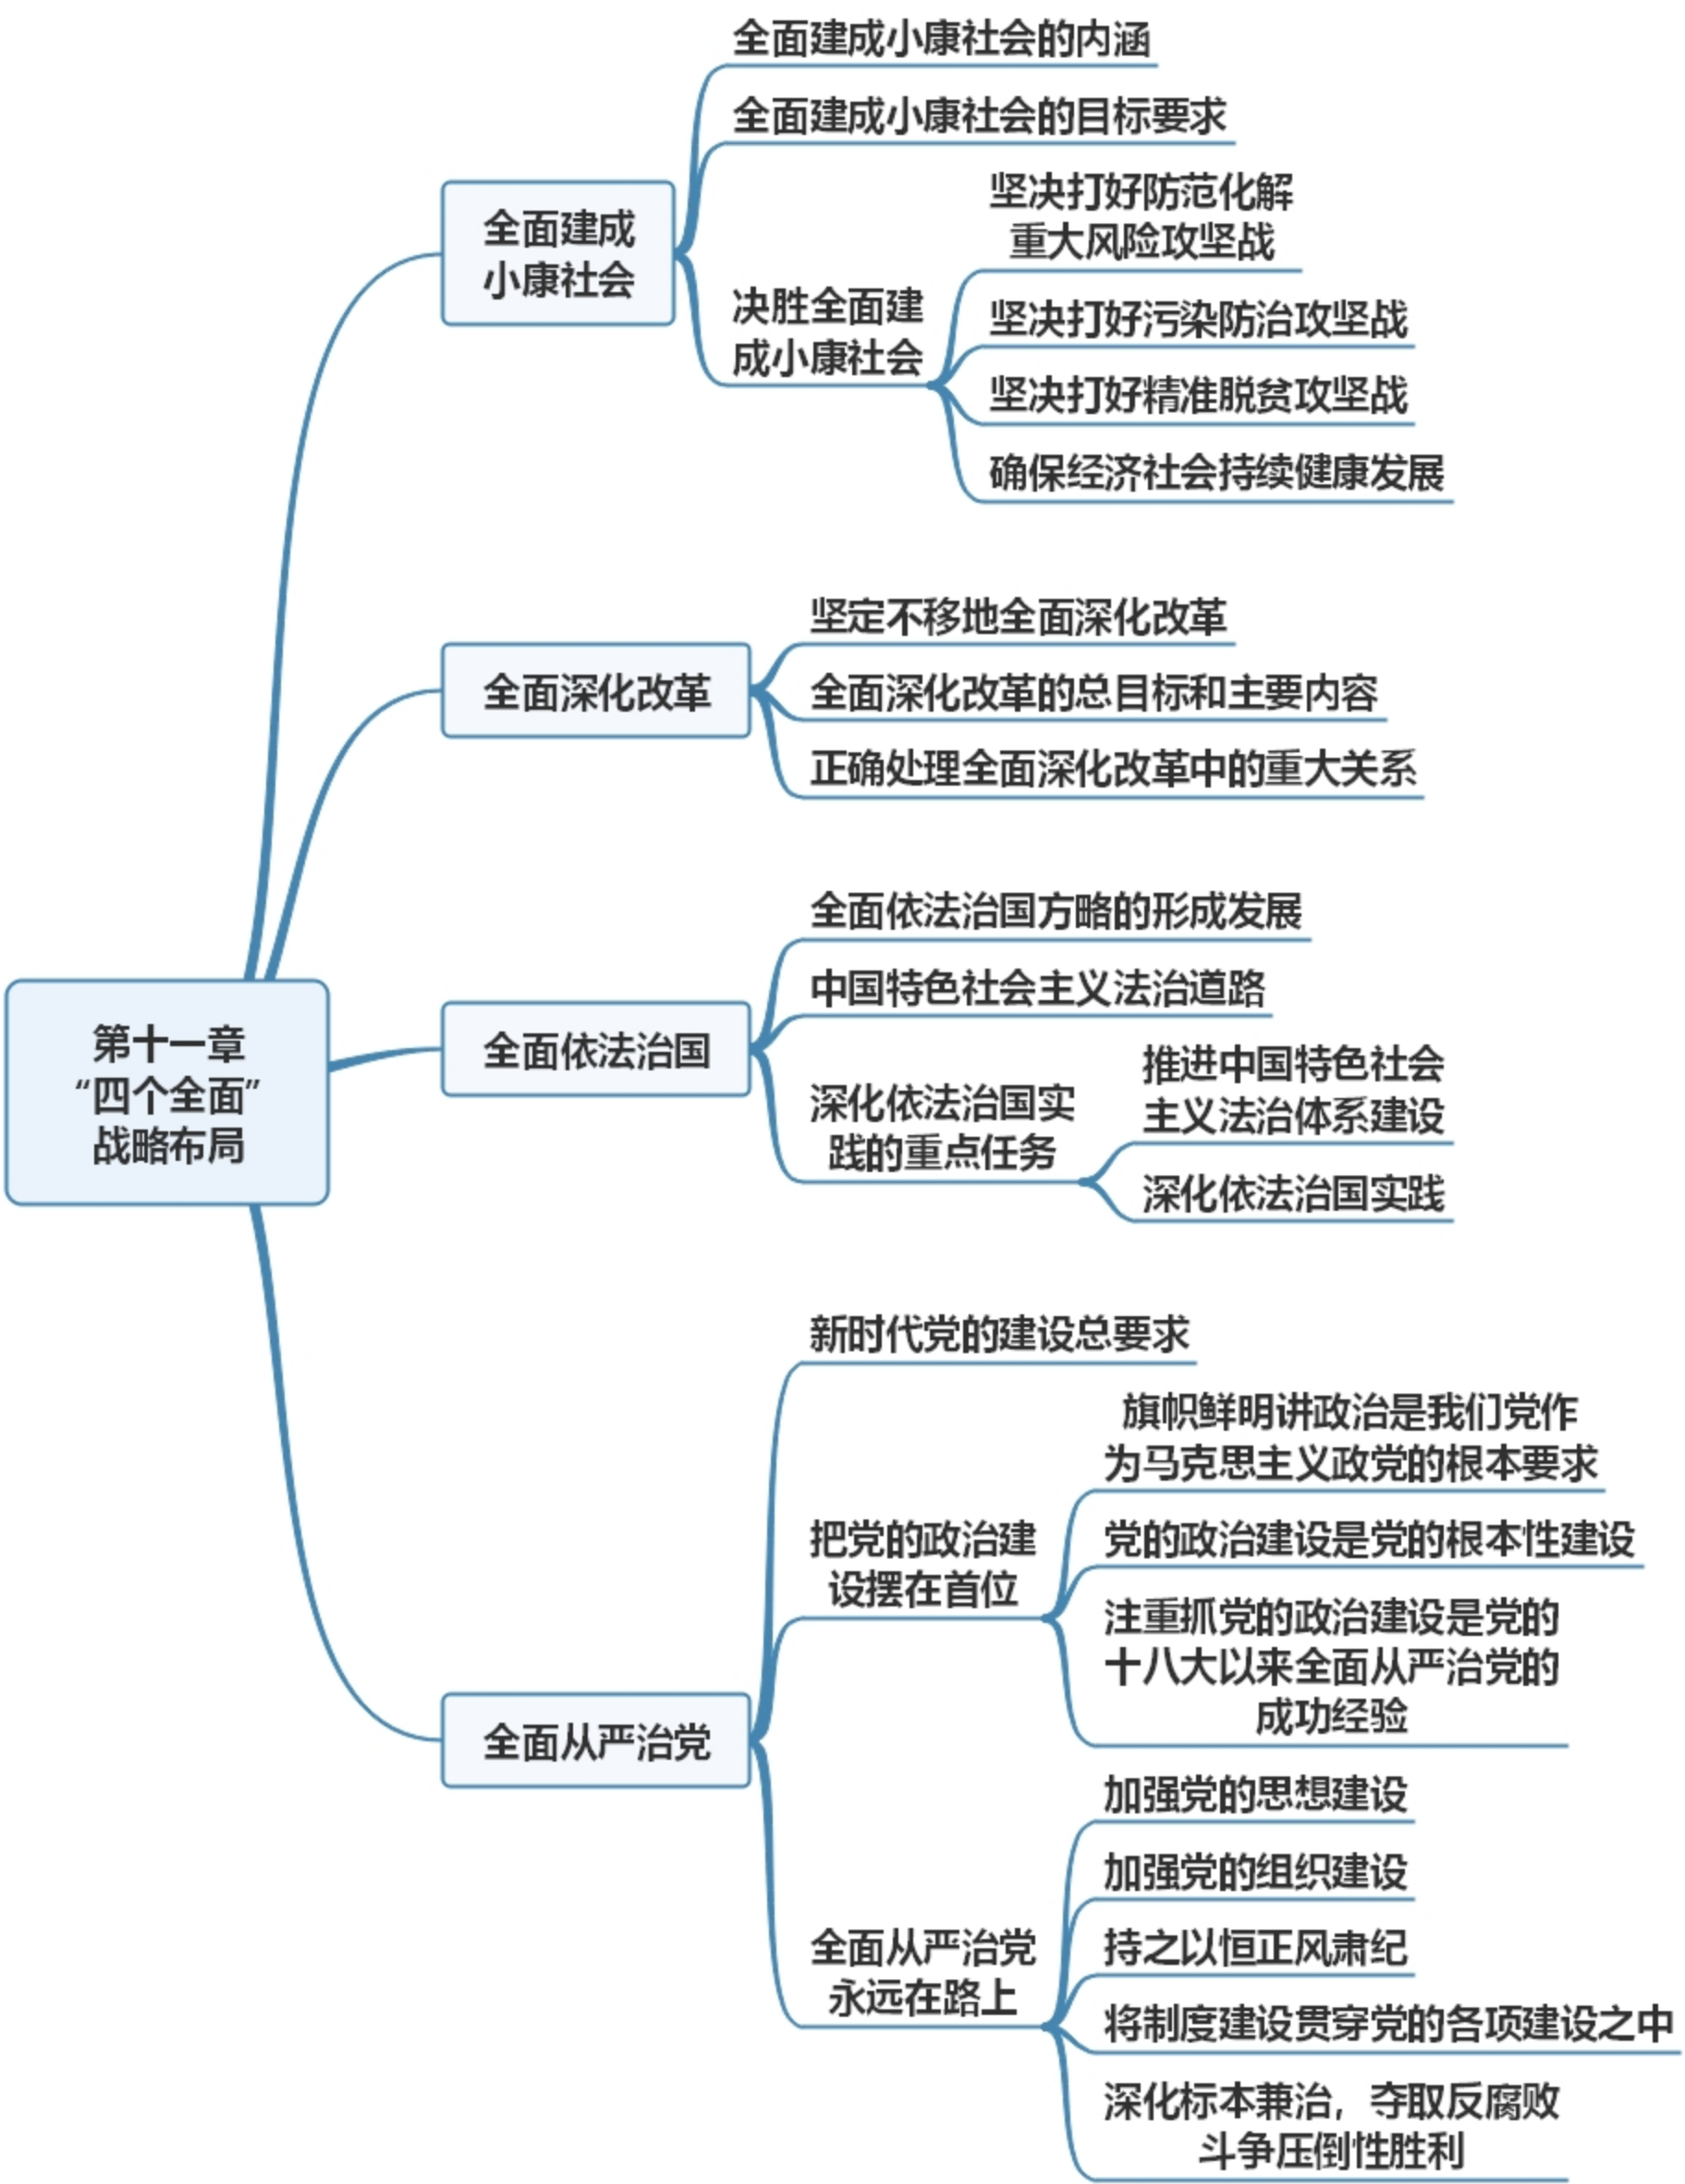 全面建成小康社会的内涵
全面建成小康社会的目标要求
全面建成
小康社会
坚决打好防范化解
重大风险攻坚战
决胜全面建
成小康社会
坚决打好污染防治攻坚战
坚决打好精准脱贫攻坚战
确保经济社会持续健康发展
坚定不移地全面深化改革
全面深化改革
全面深化改革的总目标和主要内容
正确处理全面深化改革中的重大关系
全面依法治国方略的形成发展
中国特色社会主义法治道路
第十一章
“四个全面”
战略布局
全面依法治国
深化依法治国实
践的重点任务
推进中国特色社会
主义法治体系建设
深化依法治国实践
新时代党的建设总要求
旗帜鲜明讲政治是我们党作
为马克思主义政党的根本要求
把党的政治建
设摆在首位
党的政治建设是党的根本性建设
注重抓党的政治建设是党的
十八大以来全面从严治党的
成功经验
全面从严治党
加强党的思想建设
加强党的组织建设
全面从严治党
永远在路上
持之以恒正风肃纪
将制度建设贯穿党的各项建设之中
深化标本兼治，夺取反腐败
斗争压倒性胜利